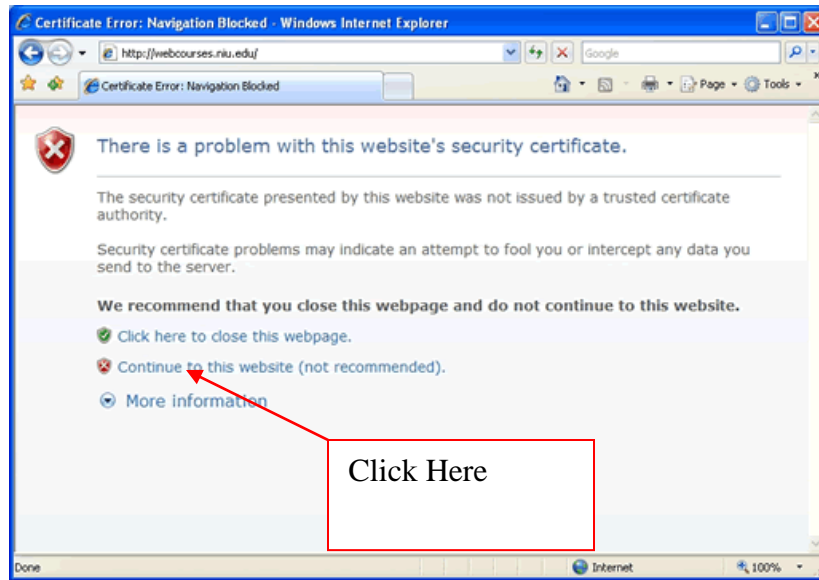 Certificate Error: Navigation Blocked - Windows Internet Explorer
http://webcourses.niu.edu/
Google
Certificate Error: Navigation Blocked
Page
Tools
There is a problem with this website's security certificate.
The security certificate presented by this website was not issued by a trusted certificate
authority.
Security certificate problems may indicate an attempt to fool you or intercept any data you
send to the server.
We recommend that you close this webpage and do not continue to this website.
Click here to close this webpage.
Continue to this website (not recommended).
More information
Click Here
Done
Internet
100%